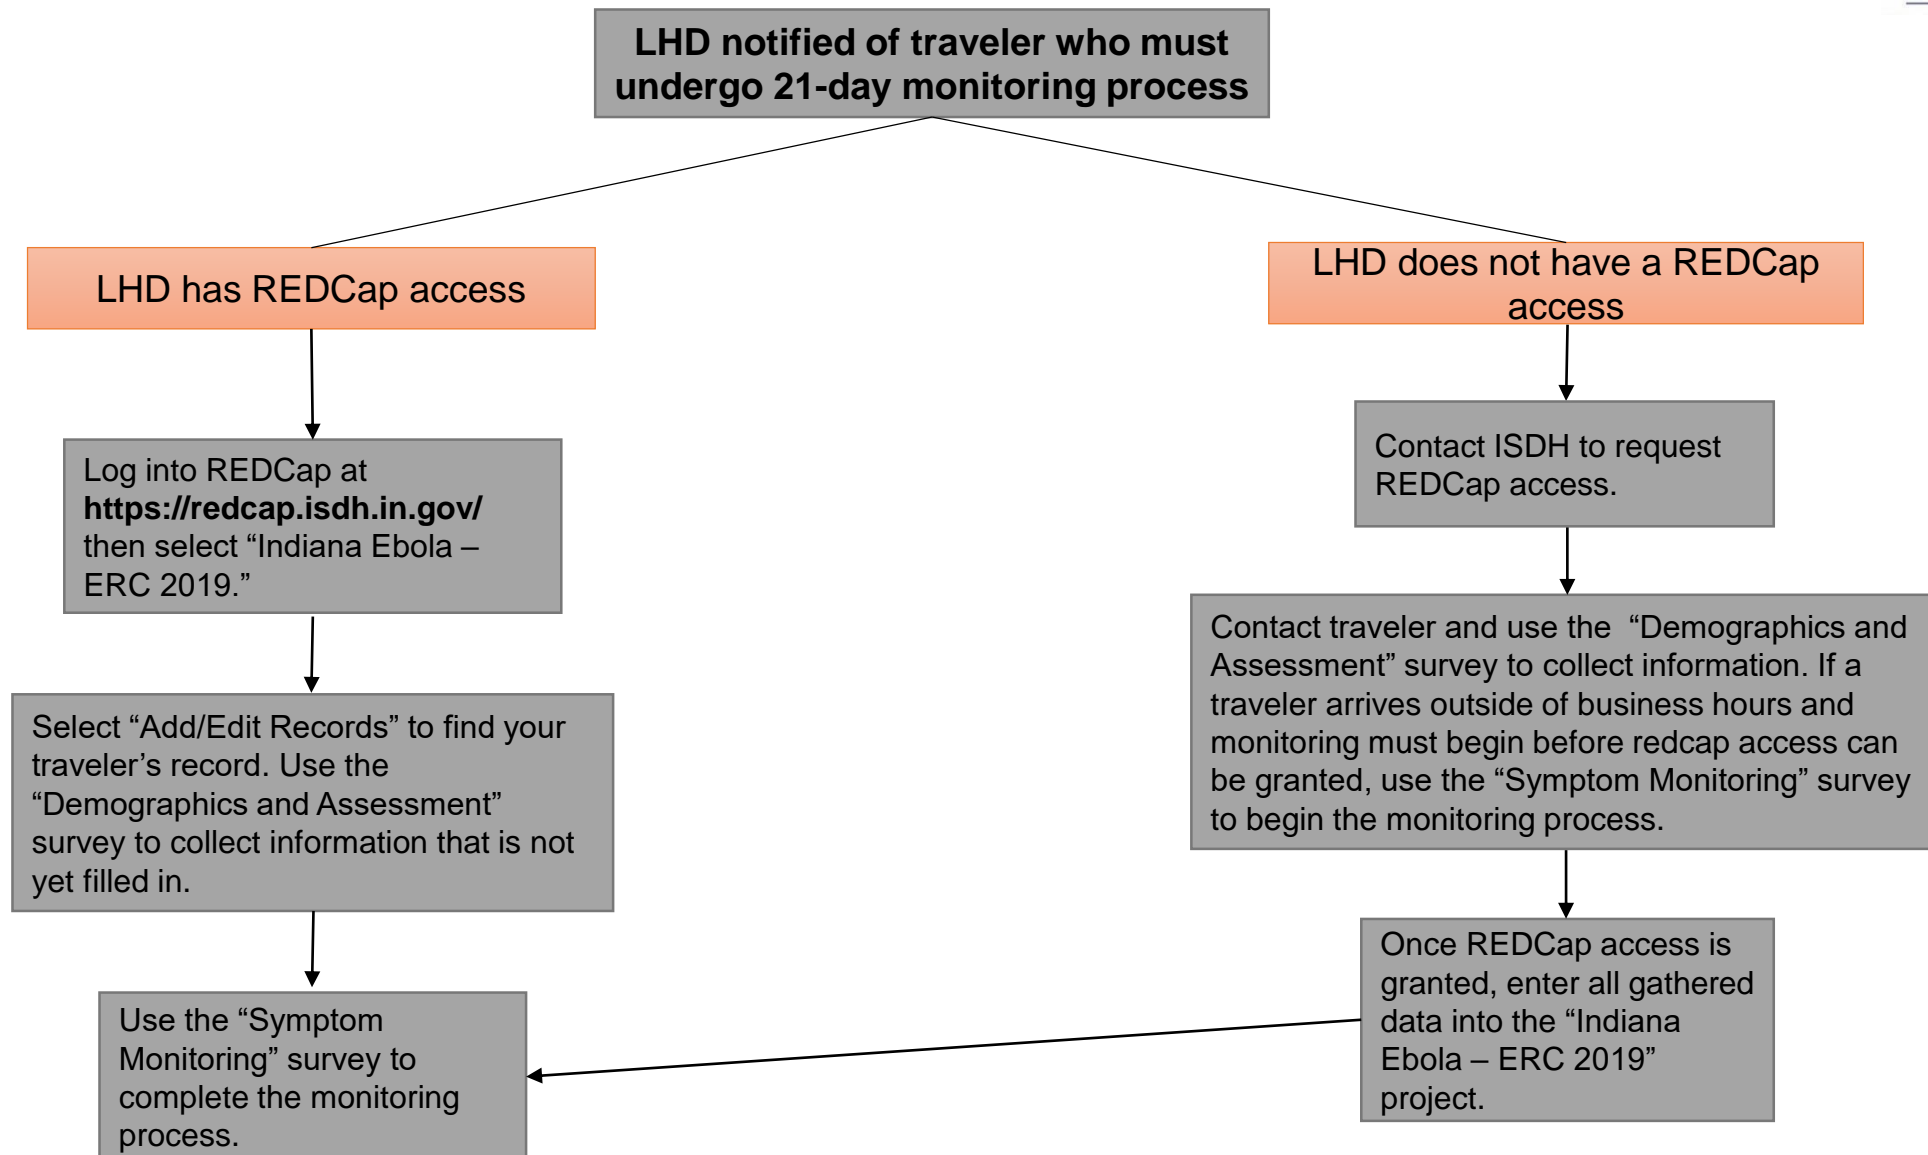 LHD notified of traveler who must
undergo 21-day monitoring process
LHD has REDCap access
Log into REDCap at
https://redcap.isdh.in.gov/
then select “Indiana Ebola –
ERC 2019.”
Select “Add/Edit Records” to find your
traveler’s record. Use the
“Demographics and Assessment”
survey to collect information that is not
yet filled in.
Use the “Symptom
Monitoring” survey to
complete the monitoring
process.
LHD does not have a REDCap
access
Contact ISDH to request
REDCap access.
Contact traveler and use the “Demographics and
Assessment” survey to collect information. If a
traveler arrives outside of business hours and
monitoring must begin before redcap access can
be granted, use the “Symptom Monitoring” survey
to begin the monitoring process.
Once REDCap access is
granted, enter all gathered
data into the “Indiana
Ebola – ERC 2019”
project.